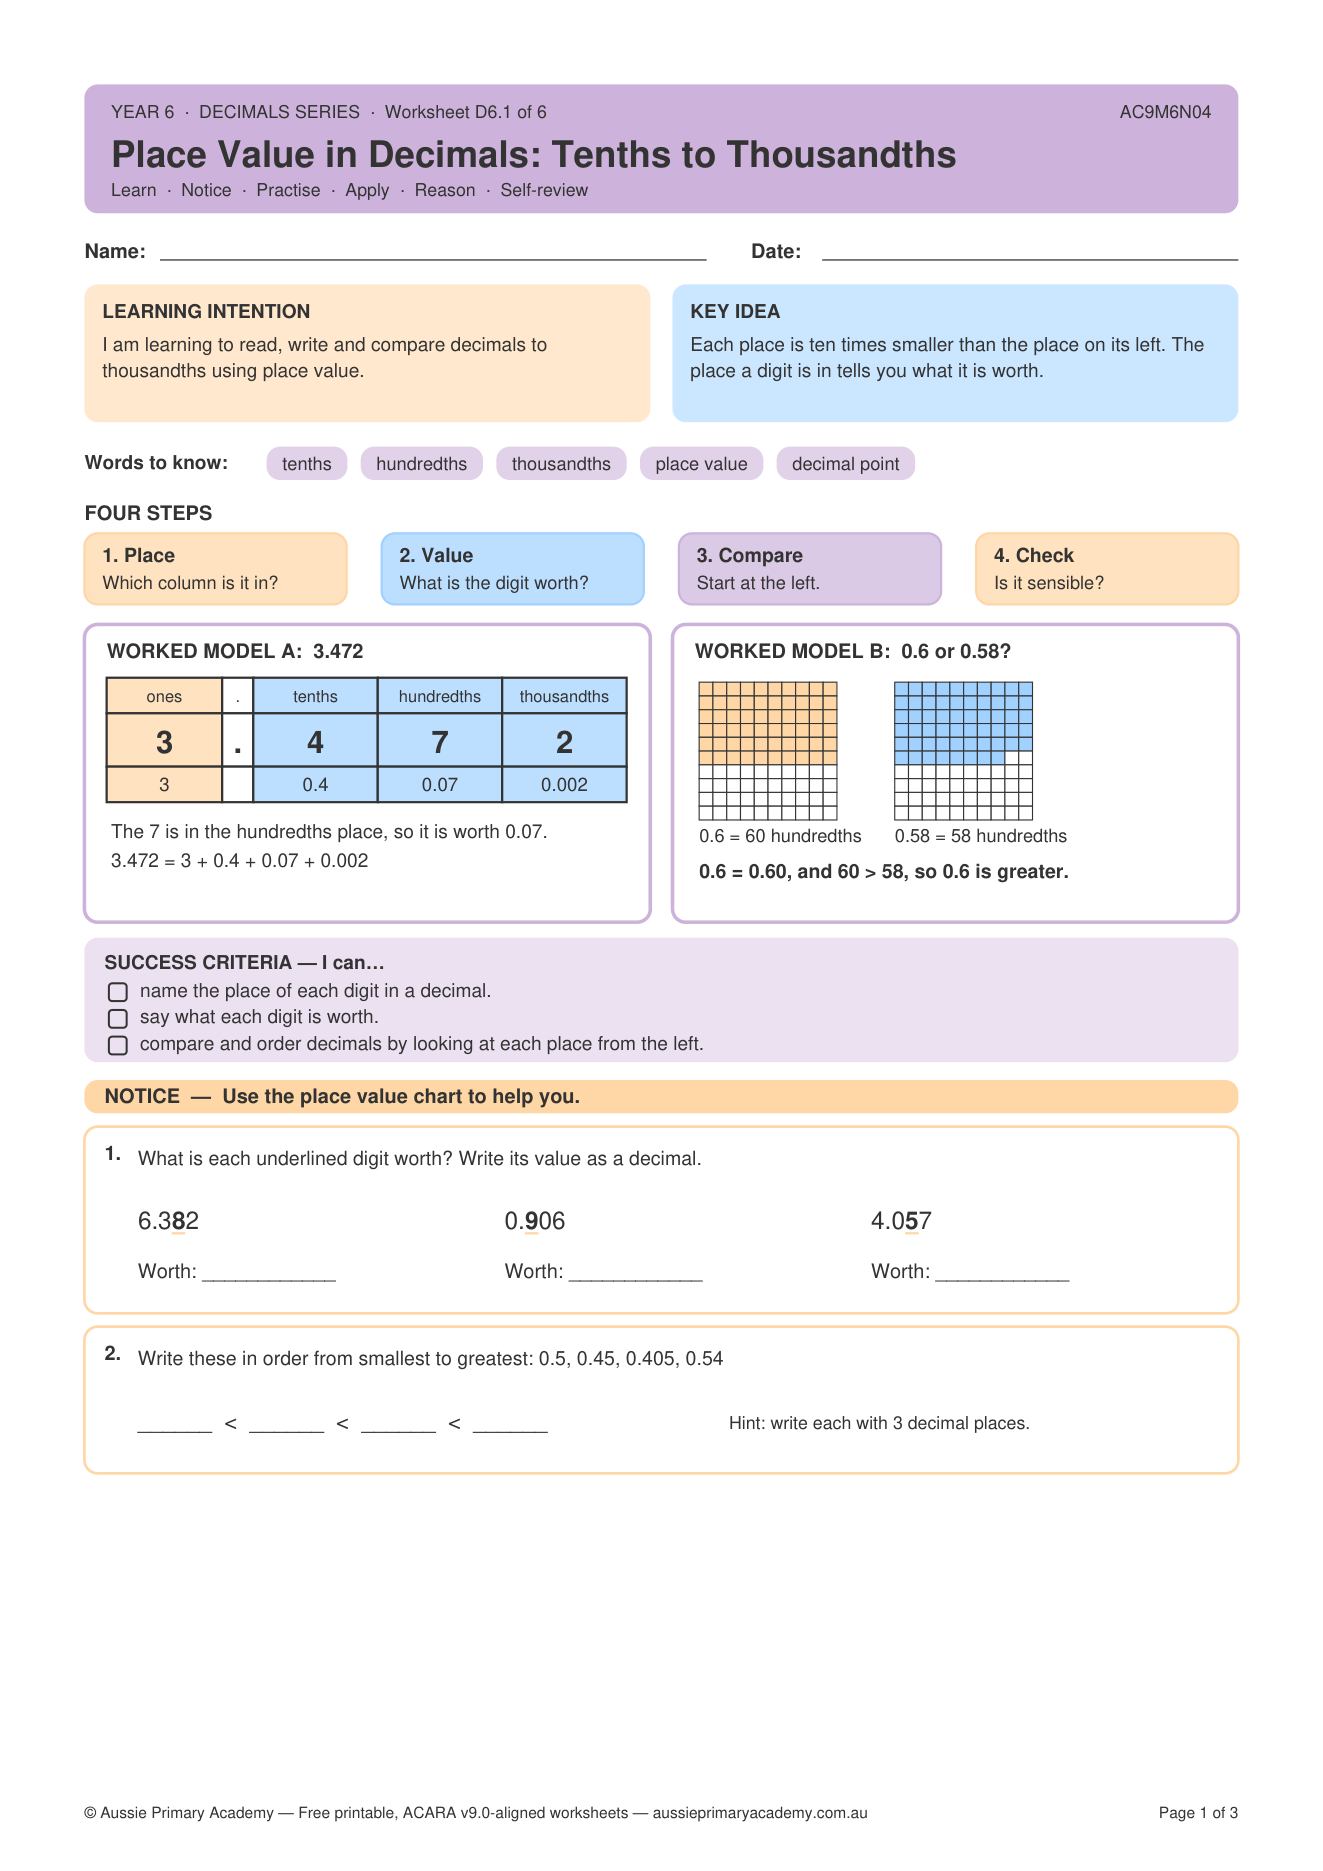 YEAR 6 · DECIMALS SERIES · Worksheet D6.1 of 6 AC9M6N04
Place Value in Decimals: Tenths to Thousandths
Learn · Notice · Practise · Apply · Reason · Self-review
Name: Date:
LEARNING INTENTION
I am learning to read, write and compare decimals to
thousandths using place value.
KEY IDEA
Each place is ten times smaller than the place on its left. The
place a digit is in tells you what it is worth.
Words to know: tenths hundredths thousandths place value decimal point
FOUR STEPS
1. Place
Which column is it in?
2. Value
What is the digit worth?
3. Compare
Start at the left.
4. Check
Is it sensible?
WORKED MODEL A: 3.472
ones . tenths hundredths thousandths
3 . 4 7 2
3 0.4 0.07 0.002
The 7 is in the hundredths place, so it is worth 0.07.
3.472 = 3 + 0.4 + 0.07 + 0.002
WORKED MODEL B: 0.6 or 0.58?
0.6 = 60 hundredths 0.58 = 58 hundredths
0.6 = 0.60, and 60 > 58, so 0.6 is greater.
SUCCESS CRITERIA — I can…
name the place of each digit in a decimal.
say what each digit is worth.
compare and order decimals by looking at each place from the left.
NOTICE — Use the place value chart to help you.
1. What is each underlined digit worth? Write its value as a decimal.
6.382 0.906 4.057
Worth: ____________ Worth: ____________ Worth: ____________
2. Write these in order from smallest to greatest: 0.5, 0.45, 0.405, 0.54
______ < ______ < ______ < ______ Hint: write each with 3 decimal places.
© Aussie Primary Academy — Free printable, ACARA v9.0-aligned worksheets — aussieprimaryacademy.com.au Page 1 of 3